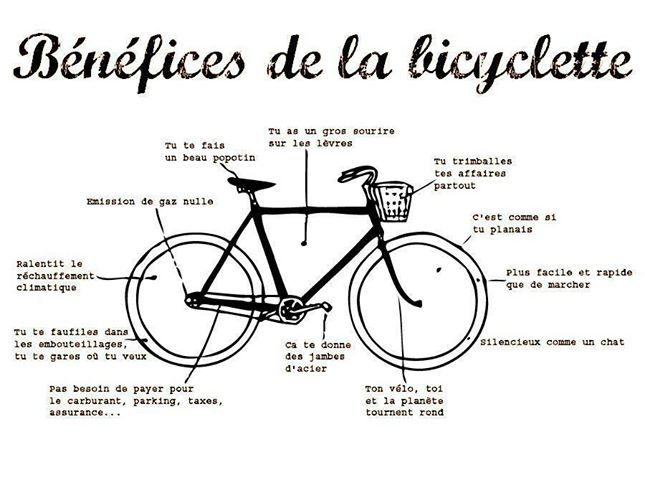 Bénéfices de la bicyclette
Tu as un gros sourire
sur les lèvres
Tu te fais
un beau popotin
Tu trimballes
tes affaires
partout
Emission de gaz nulle
C'est comme si
tu planais
Ralentit le
réchauffement
climatique
Plus facile et rapide
que de marcher
Tu te faufiles dans
les embouteillages,
tu te gares où tu veux
Ca te donne
des jambes
d'acier
Silencieux comme un chat
Pas besoin de payer pour
le carburant, parking, taxes,
assurance...
Ton vélo, toi
et la planète
tournent rond